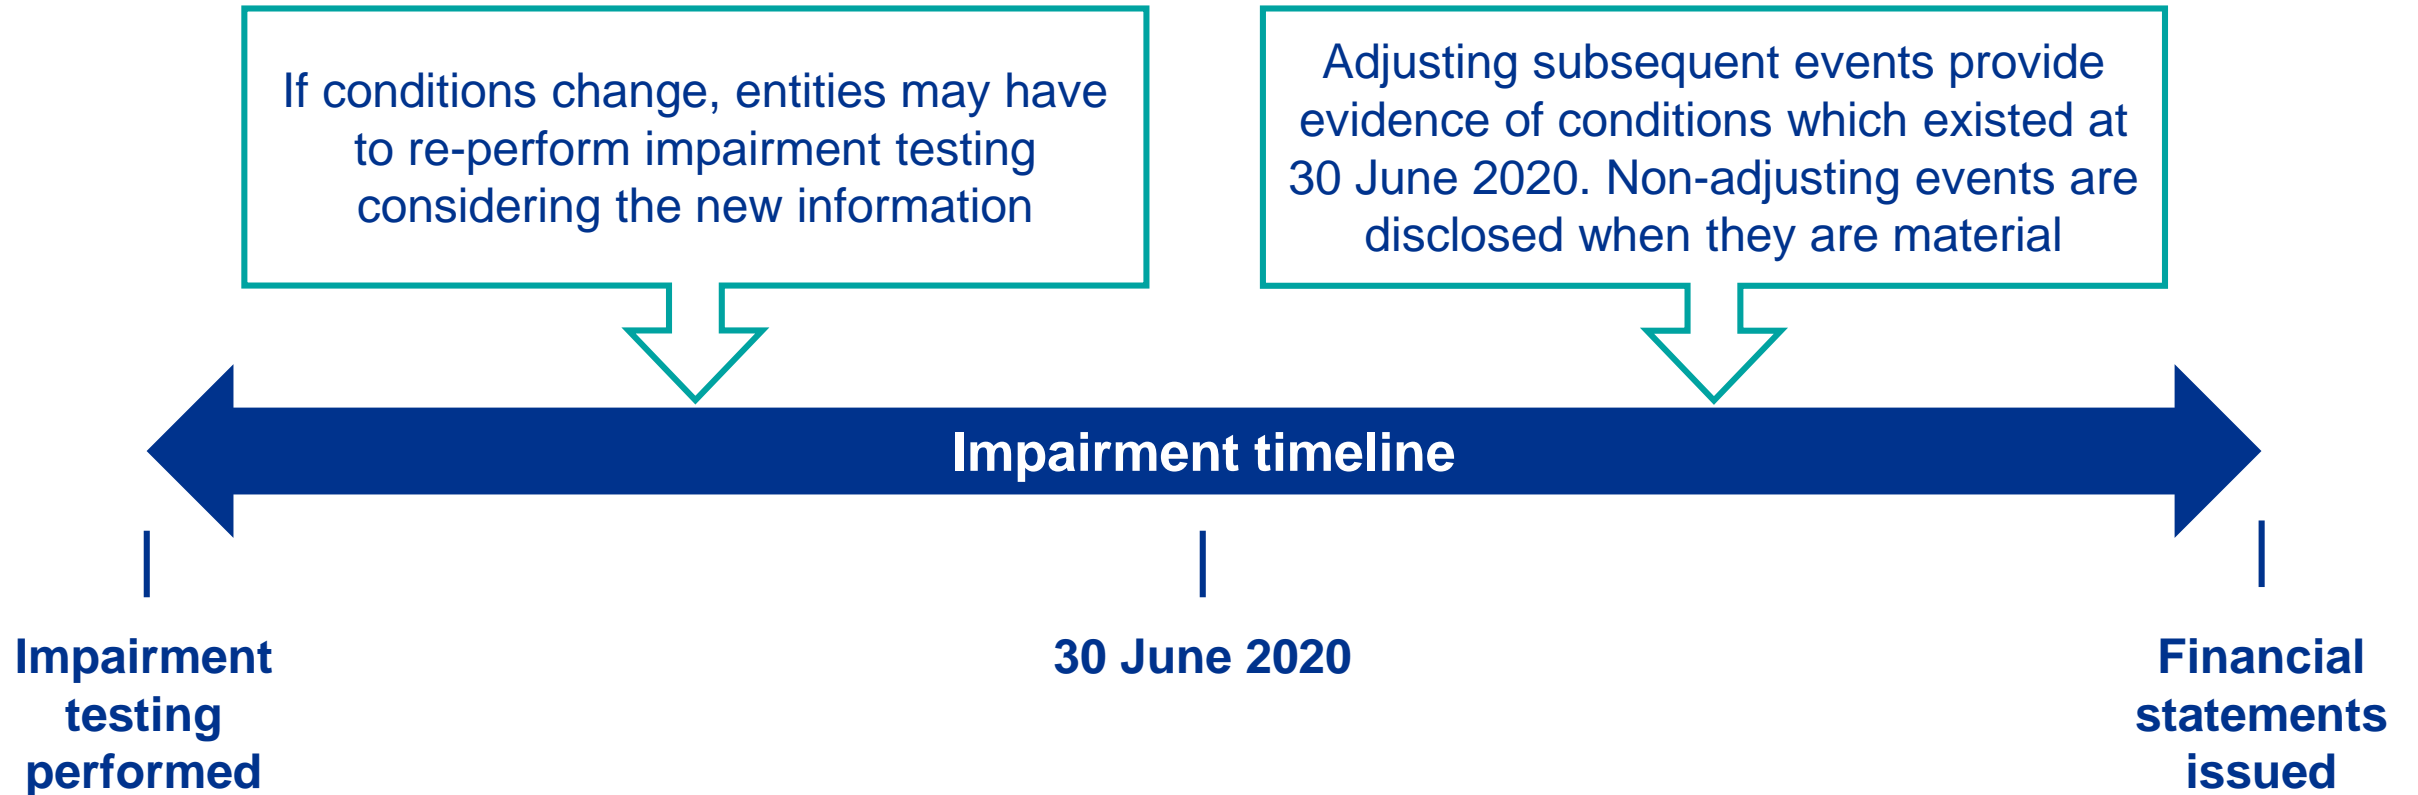 If conditions change, entities may have
to re-perform impairment testing
considering the new information
Adjusting subsequent events provide
evidence of conditions which existed at
30 June 2020. Non-adjusting events are
disclosed when they are material
Impairment timeline
Impairment
testing
performed
30 June 2020
Financial
statements
issued